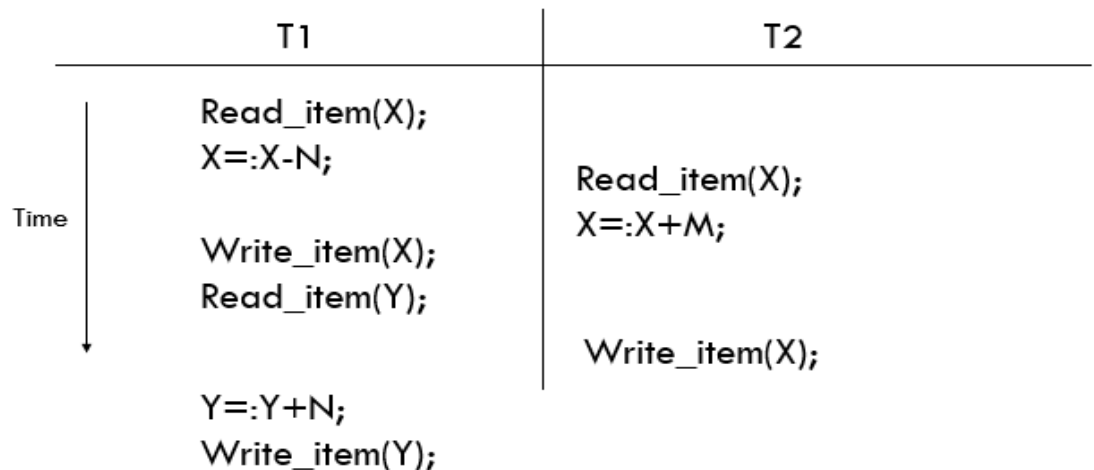 T1 T2
Read_item(X);
X=:X-N;
Read_item(X);
Time
X=:X+M;
Write_item(X);
Read_item(Y);
Write_item(X);
Y=:Y+N;
Write_item(Y);